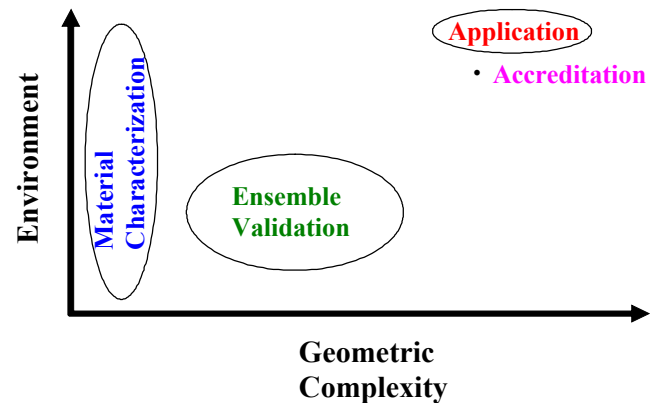 Application
• Accreditation
Environment
Material
Characterization
Ensemble
Validation
Geometric
Complexity